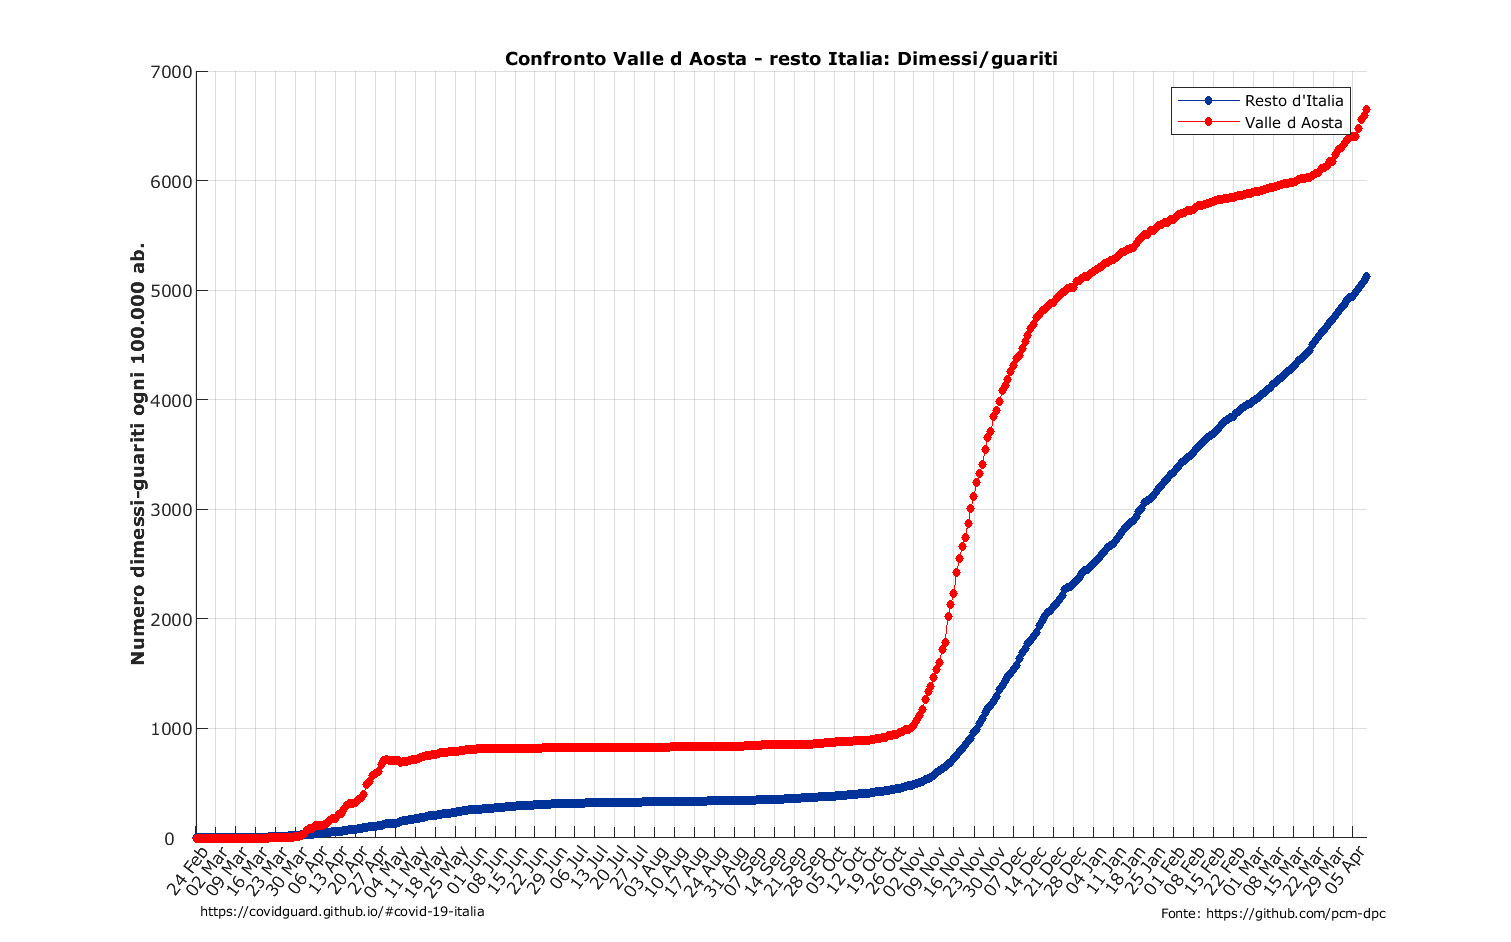 Confronto Valle d Aosta - resto Italia: Dimessi/guariti
Numero dimessi-guariti ogni 100.000 ab.
7000
6000
5000
4000
3000
2000
1000
0
Resto d'Italia
Valle d Aosta
24 Feb
02 Mar
09 Mar
16 Mar
23 Mar
30 Mar
06 Apr
13 Apr
20 Apr
27 Apr
04 May
11 May
18 May
25 May
01 Jun
08 Jun
15 Jun
22 Jun
29 Jun
06 Jul
13 Jul
20 Jul
27 Jul
03 Aug
10 Aug
17 Aug
24 Aug
31 Aug
07 Sep
14 Sep
21 Sep
28 Sep
05 Oct
12 Oct
19 Oct
26 Oct
02 Nov
09 Nov
16 Nov
23 Nov
30 Nov
07 Dec
14 Dec
21 Dec
28 Dec
04 Jan
11 Jan
18 Jan
25 Jan
01 Feb
08 Feb
15 Feb
22 Feb
01 Mar
08 Mar
15 Mar
22 Mar
29 Mar
05 Apr
https://covidguard.github.io/#covid-19-italia
Fonte: https://github.com/pcm-dpc